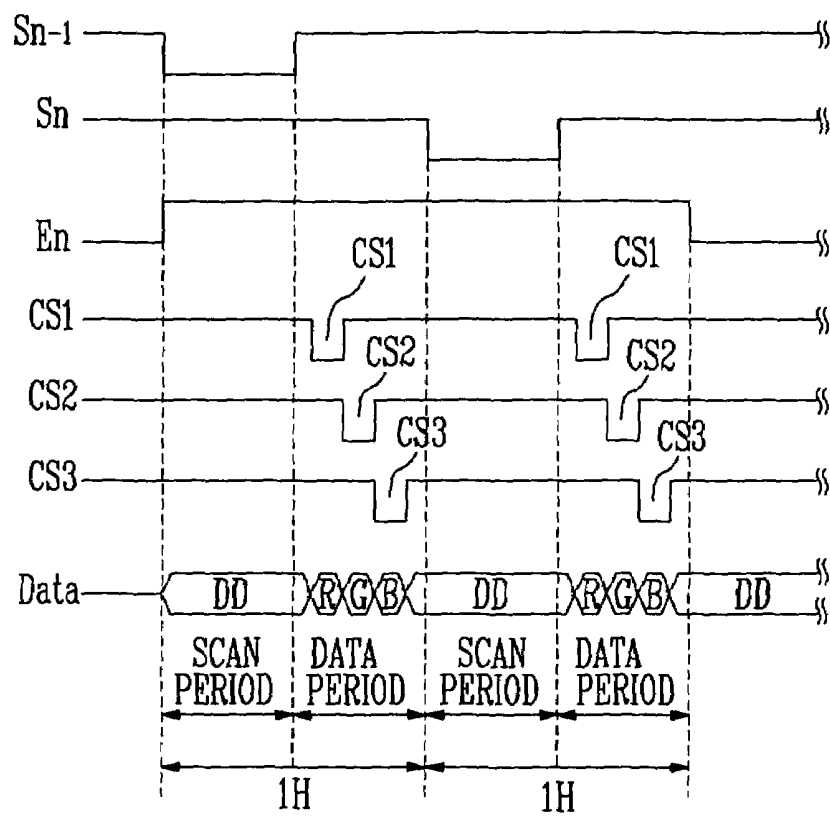 Sn-1
Sn
En
CS1 CS1
CS1
CS2 CS2
CS2
CS3 CS3
CS3
Data DD R G B DD R G B DD
SCAN PERIOD DATA PERIOD SCAN PERIOD DATA PERIOD
1H 1H